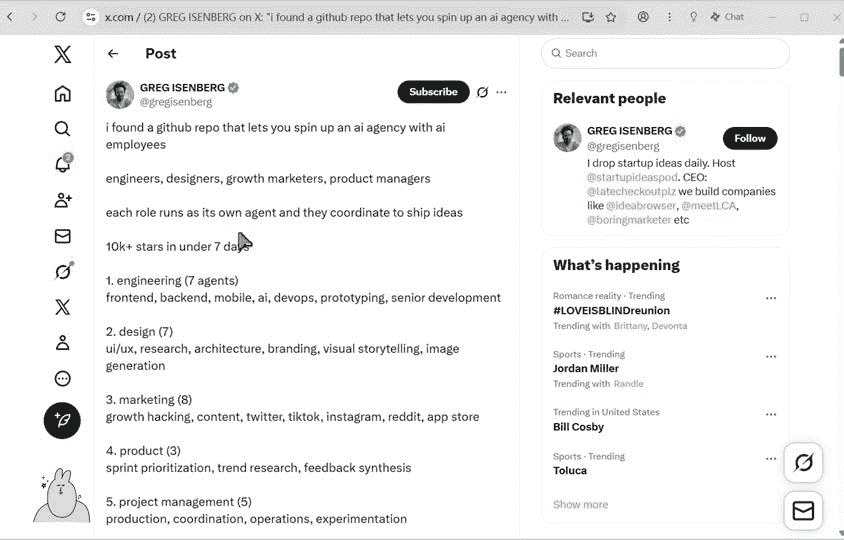 x.com / (2) GREG ISENBERG on X: "i found a github repo that lets you spin up an ai agency with ...
Chat
Post
GREG ISENBERG
@gregisenberg
Subscribe
i found a github repo that lets you spin up an ai agency with ai
employees
engineers, designers, growth marketers, product managers
each role runs as its own agent and they coordinate to ship ideas
10k+ stars in under 7 days
1. engineering (7 agents)
frontend, backend, mobile, ai, devops, prototyping, senior development
2. design (7)
ui/ux, research, architecture, branding, visual storytelling, image
generation
3. marketing (8)
growth hacking, content, twitter, tiktok, instagram, reddit, app store
4. product (3)
sprint prioritization, trend research, feedback synthesis
5. project management (5)
production, coordination, operations, experimentation
2
Search
Relevant people
GREG ISENBERG
@gregisenberg
Follow
I drop startup ideas daily. Host
@startupideaspod. CEO:
@latecheckoutplz we build companies
like @ideabrowser, @meetLCA,
@boringmarketer etc
What's happening
Romance reality · Trending
#LOVEISBLINDreunion
Trending with Brittany, Devonta
Sports · Trending
Jordan Miller
Trending with Randle
Trending in United States
Bill Cosby
Sports · Trending
Toluca
Show more